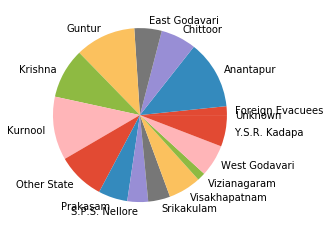 East Godavari
Chittoor
Guntur
Anantapur
Krishna
Foreign Evacuees
Unknown
Kurnool
Y.S.R. Kadapa
West Godavari
Other State
Vizianagaram
Visakhapatnam
Prakasam
S.P.S. Nellore
Srikakulam